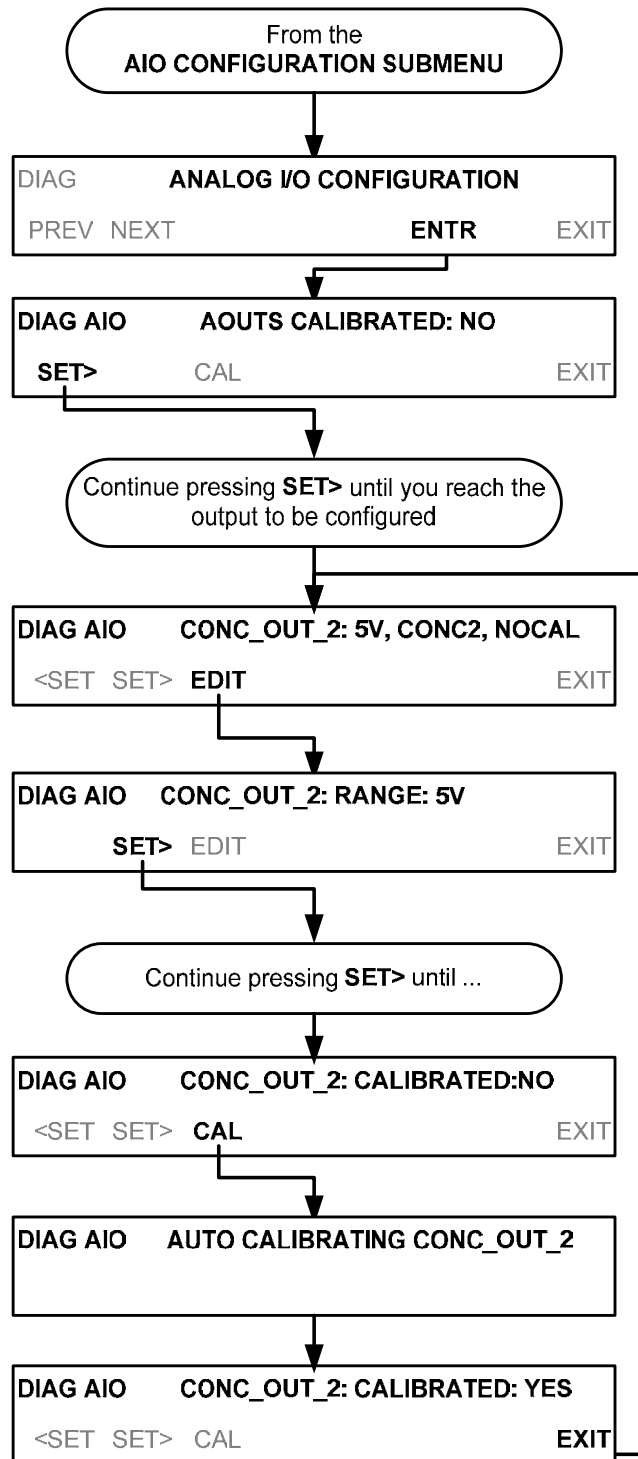 From the
AIO CONFIGURATION SUBMENU
DIAG ANALOG I/O CONFIGURATION
PREV NEXT ENTR EXIT
DIAG AIO AOUTS CALIBRATED: NO
SET> CAL EXIT
Continue pressing SET> until you reach the
output to be configured
DIAG AIO CONC_OUT_2: 5V, CONC2, NOCAL
<SET SET> EDIT EXIT
DIAG AIO CONC_OUT_2: RANGE: 5V
SET> EDIT EXIT
Continue pressing SET> until ...
DIAG AIO CONC_OUT_2: CALIBRATED:NO
<SET SET> CAL EXIT
DIAG AIO AUTO CALIBRATING CONC_OUT_2
DIAG AIO CONC_OUT_2: CALIBRATED: YES
<SET SET> CAL EXIT